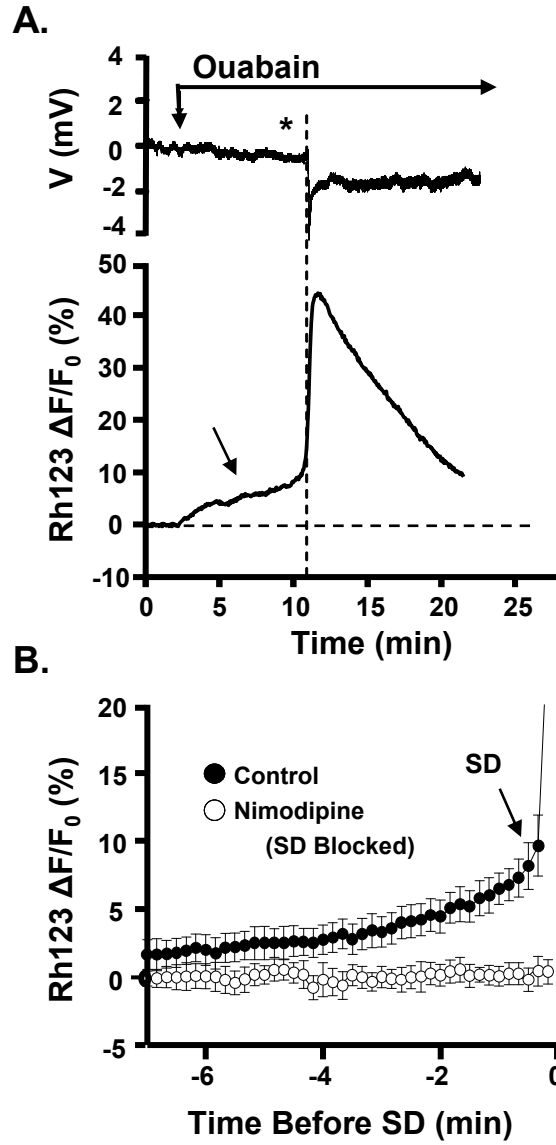 A.
Ouabain
*
V (mV)
4
2
0
-2
-4
Rh123 ΔF/F0 (%)
50
40
30
20
10
0
-10
0 5 10 15 20 25
Time (min)
B.
Rh123 ΔF/F0 (%)
20
15
10
5
0
-5
Control
Nimodipine
(SD Blocked)
SD
-6 -4 -2 0
Time Before SD (min)